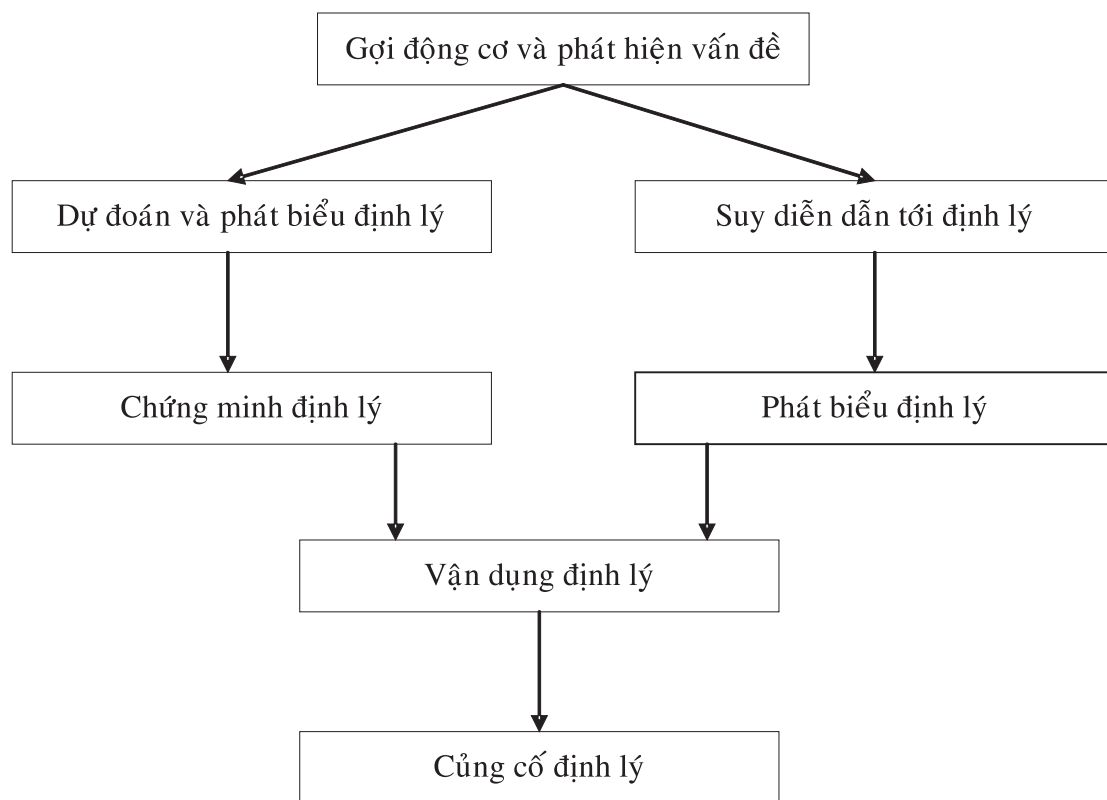 Gợi động cơ và phát hiện vấn đề
Dự đoán và phát biểu định lý
Suy diễn dẫn tới định lý
Chứng minh định lý
Phát biểu định lý
Vận dụng định lý
Củng cố định lý